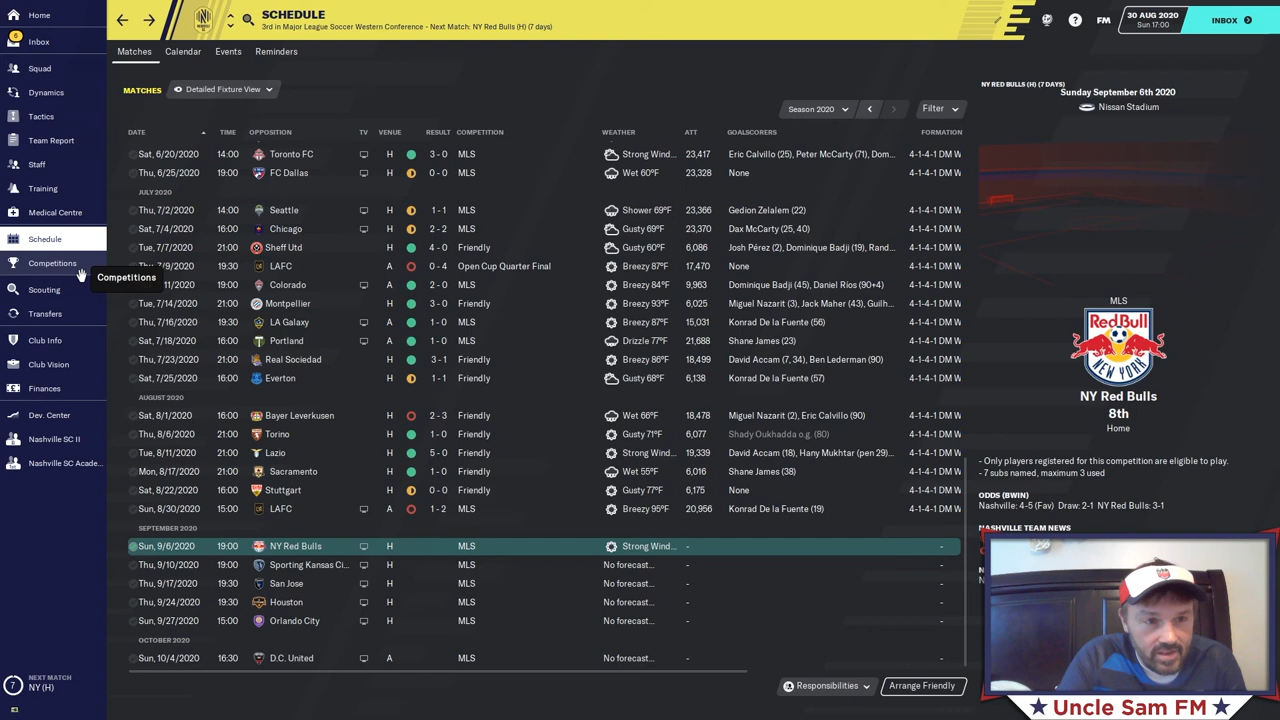 Home
SCHEDULE
3rd in Major League Soccer Western Conference - Next Match: NY Red Bulls (H) (7 days)
FM
30 AUG 2020
Sun 17:00
INBOX
6
Inbox
Squad
Dynamics
Tactics
Team Report
Staff
Training
Medical Centre
Schedule
Competitions
Competitions
Scouting
Transfers
Club Info
Club Vision
Finances
Dev. Center
Nashville SC II
Nashville SC Acade...
7
NEXT MATCH
NY (H)
Matches Calendar Events Reminders
MATCHES Detailed Fixture View
Season 2020 Filter
DATE TIME OPPOSITION TV VENUE RESULT COMPETITION WEATHER ATT GOALSCORERS FORMATION
Sat, 6/20/2020 14:00 Toronto FC H 3 - 0 MLS Strong Wind... 23,417 Eric Calvillo (25), Peter McCarty (71), Dom... 4-1-4-1 DM W
Thu, 6/25/2020 19:00 FC Dallas H 0 - 0 MLS Wet 60°F 23,328 None 4-1-4-1 DM W
JULY 2020
Thu, 7/2/2020 14:00 Seattle H 1 - 1 MLS Shower 69°F 23,366 Gedion Zelalem (22) 4-1-4-1 DM W
Sat, 7/4/2020 16:00 Chicago H 2 - 2 MLS Gusty 69°F 23,370 Dax McCarty (25, 40) 4-1-4-1 DM W
Tue, 7/7/2020 21:00 Sheff Utd H 4 - 0 Friendly Gusty 60°F 6,086 Josh Pérez (2), Dominique Badji (19), Rand... 4-1-4-1 DM W
Thu, 7/9/2020 19:30 LAFC A 0 - 4 Open Cup Quarter Final Breezy 87°F 17,470 None 4-1-4-1 DM W
11/2020 21:00 Colorado A 2 - 0 MLS Breezy 84°F 9,963 Dominique Badji (45), Daniel Ríos (90+4) 4-1-4-1 DM W
Tue, 7/14/2020 21:00 Montpellier H 3 - 0 Friendly Breezy 93°F 6,025 Miguel Nazarit (3), Jack Maher (43), Guilh... 4-1-4-1 DM W
Thu, 7/16/2020 19:30 LA Galaxy A 1 - 0 MLS Breezy 87°F 15,031 Konrad De la Fuente (56) 4-1-4-1 DM W
Sat, 7/18/2020 16:00 Portland A 1 - 0 MLS Drizzle 77°F 21,688 Shane James (23) 4-1-4-1 DM W
Thu, 7/23/2020 21:00 Real Sociedad H 3 - 1 Friendly Breezy 86°F 18,499 David Accam (7, 34), Ben Lederman (90) 4-1-4-1 DM W
Sat, 7/25/2020 16:00 Everton H 1 - 1 Friendly Gusty 68°F 6,138 Konrad De la Fuente (57) 4-1-4-1 DM W
AUGUST 2020
Sat, 8/1/2020 16:00 Bayer Leverkusen H 2 - 3 Friendly Wet 66°F 18,478 Miguel Nazarit (2), Eric Calvillo (90) 4-1-4-1 DM W
Thu, 8/6/2020 21:00 Torino H 1 - 0 Friendly Gusty 71°F 6,077 Shady Oukhadda o.g. (80) 4-1-4-1 DM W
Tue, 8/11/2020 21:00 Lazio H 5 - 0 Friendly Strong Wind... 19,339 David Accam (18), Hany Mukhtar (pen 29)... 4-1-4-1 DM W
Mon, 8/17/2020 21:00 Sacramento H 1 - 0 Friendly Wet 55°F 6,016 Shane James (38) 4-1-4-1 DM W
Sat, 8/22/2020 16:00 Stuttgart H 0 - 0 Friendly Gusty 77°F 6,175 None 4-1-4-1 DM W
Sun, 8/30/2020 15:00 LAFC H 1 - 2 MLS Breezy 95°F 20,956 Konrad De la Fuente (19) 4-1-4-1 DM W
SEPTEMBER 2020
Sun, 9/6/2020 19:00 NY Red Bulls H MLS Strong Wind... - -
Thu, 9/10/2020 19:00 Sporting Kansas Ci... H MLS No forecast... - -
Thu, 9/17/2020 19:30 San Jose H MLS No forecast... - -
Thu, 9/24/2020 19:30 Houston H MLS No forecast... - -
Sun, 9/27/2020 15:00 Orlando City H MLS No forecast... - -
OCTOBER 2020
Sun, 10/4/2020 16:30 D.C. United A MLS No forecast... - -
Responsibilities Arrange Friendly
NY RED BULLS (H) (7 DAYS)
Sunday September 6th 2020
Nissan Stadium
MLS
Red Bull
NEW YORK
NY Red Bulls
8th
Home
- Only players registered for this competition are eligible to play.
- 7 subs named, maximum 3 used
ODDS (BWIN)
Nashville: 4-5 (Fav) Draw: 2-1 NY Red Bulls: 3-1
NASHVILLE TEAM NEWS
★ Uncle Sam FM ★